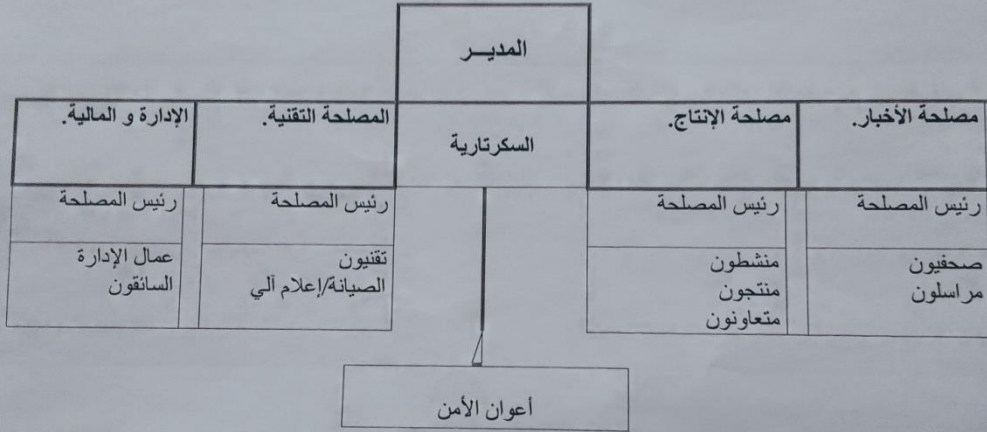 المديـــر
مصلحة الأخبار.
مصلحة الإنتاج.
السكرتارية
المصلحة التقنية.
الإدارة و المالية.
رئيس المصلحة
رئيس المصلحة
رئيس المصلحة
رئيس المصلحة
صحفيون
مراسلون
منشطون
منتجون
متعاونون
تقنيون
الصيانة/إعلام آلي
عمال الإدارة
السائقون
أعوان الأمن